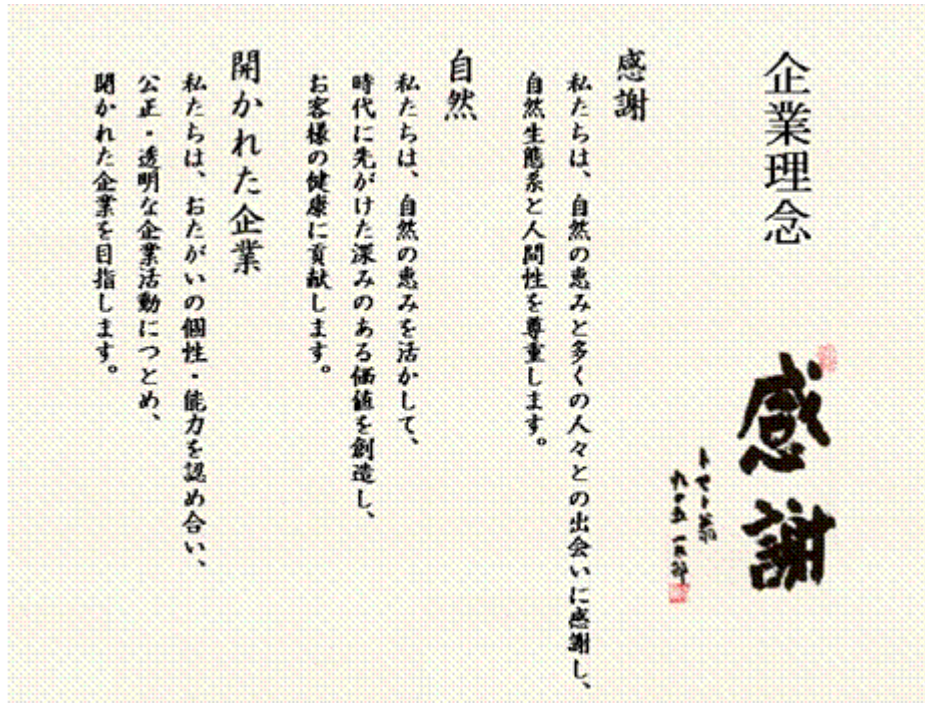 企業理念
感謝
感謝
私たちは、自然の恵みと多くの人々との出会いに感謝し、
自然生態系と人間性を尊重します。
自然
私たちは、自然の恵みを活かして、
時代に先がけた深みのある価値を創造し、
お客様の健康に貢献します。
開かれた企業
私たちは、おたがいの個性・能力を認め合い、
公正・透明な企業活動につとめ、
開かれた企業を目指します。